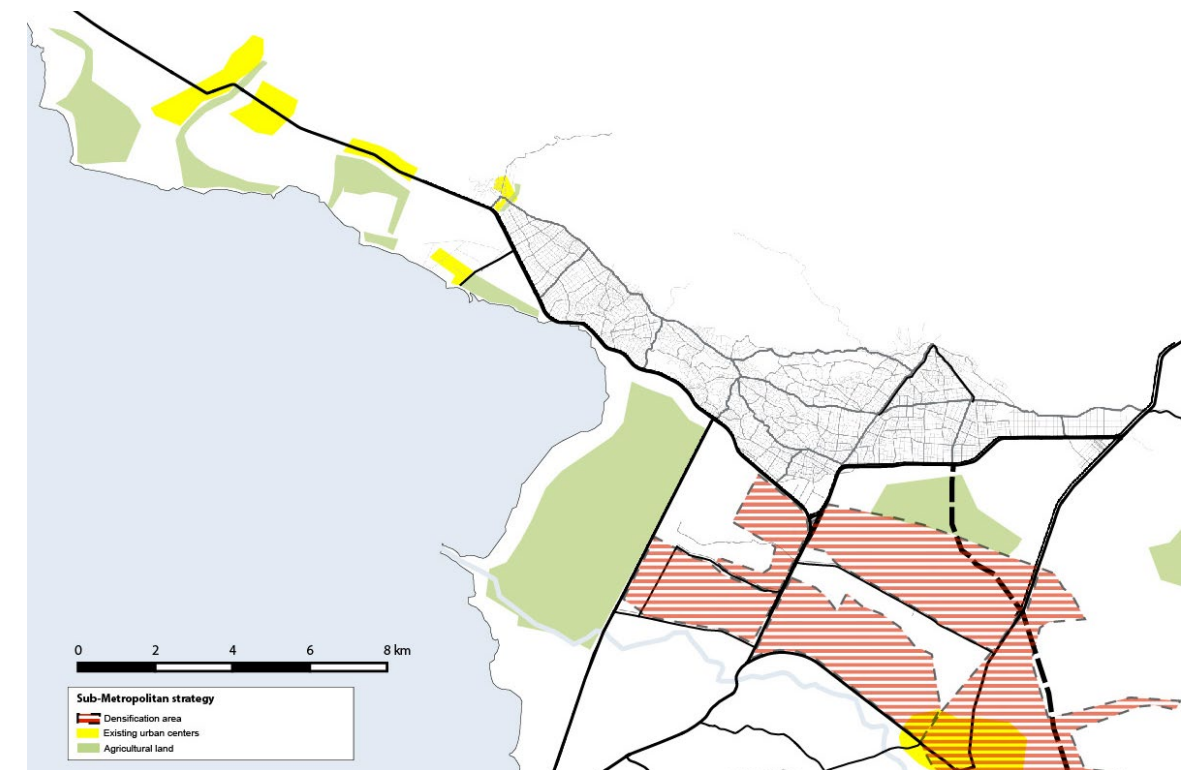 0 2 4 6 8 km
Sub-Metropolitan strategy
Densification area
Existing urban centers
Agricultural land